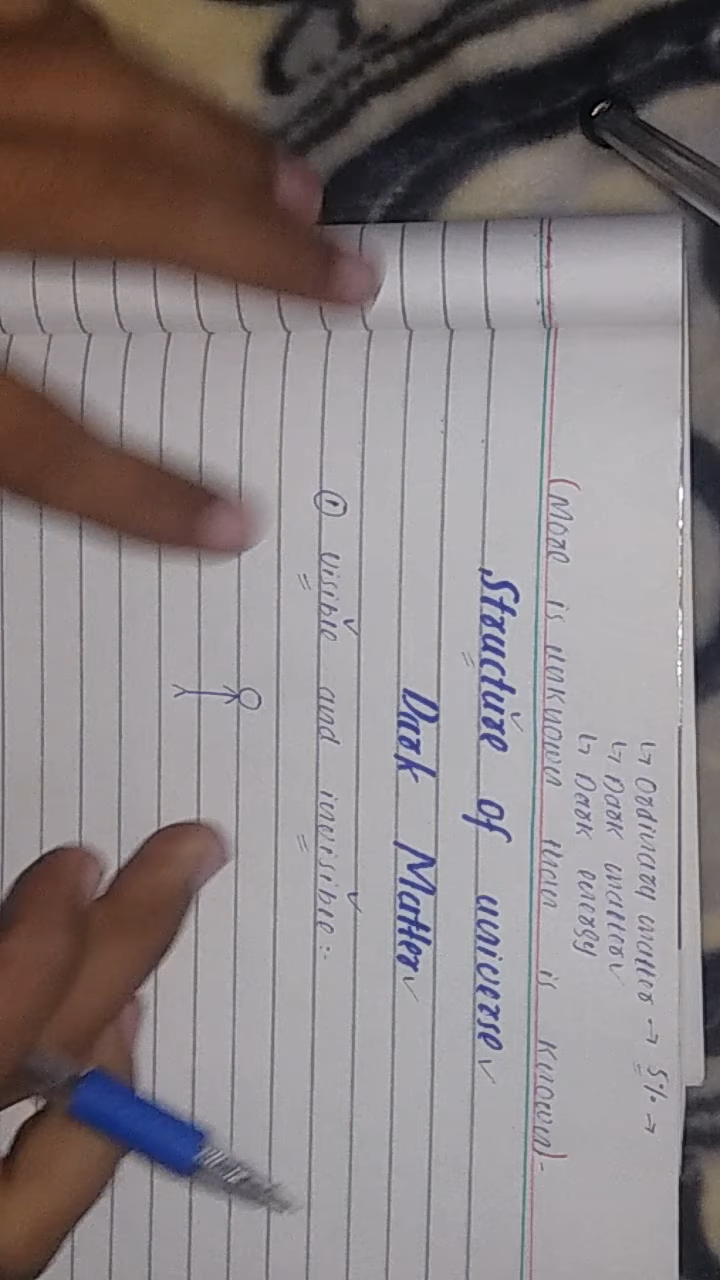 ↳ Ordinary matter → 5% →
↳ Dark matter ✓
↳ Dark energy
(More is unknown than is known)-
Structure of universe ✓
Dark Matter ✓
① visible and invisible:-